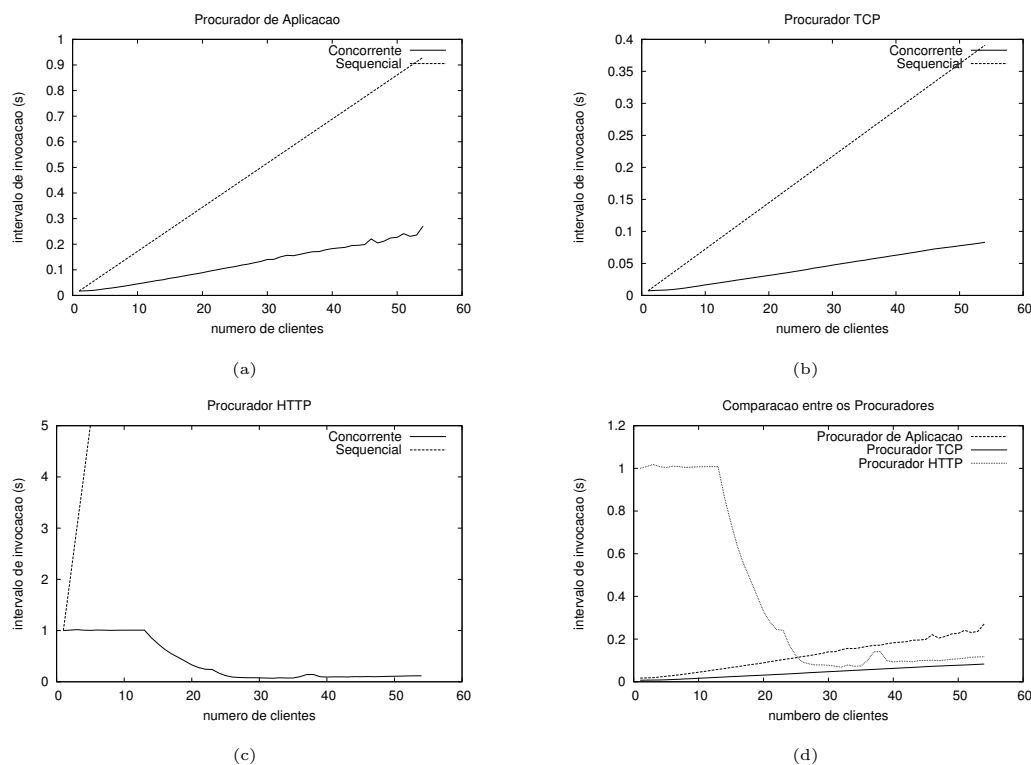 Procurador de Aplicacao
1
0.9
0.8
0.7
0.6
0.5
0.4
0.3
0.2
0.1
0
0 10 20 30 40 50 60
intervalo de invocacao (s)
numero de clientes
Concorrente
Sequencial
(a)
Procurador TCP
0.4
0.35
0.3
0.25
0.2
0.15
0.1
0.05
0
0 10 20 30 40 50 60
intervalo de invocacao (s)
numero de clientes
Concorrente
Sequencial
(b)
Procurador HTTP
5
4
3
2
1
0
0 10 20 30 40 50 60
intervalo de invocacao (s)
numero de clientes
Concorrente
Sequencial
(c)
Comparacao entre os Procuradores
1.2
1
0.8
0.6
0.4
0.2
0
0 10 20 30 40 50 60
intervalo de invocacao (s)
numbero de clientes
Procurador de Aplicacao
Procurador TCP
Procurador HTTP
(d)